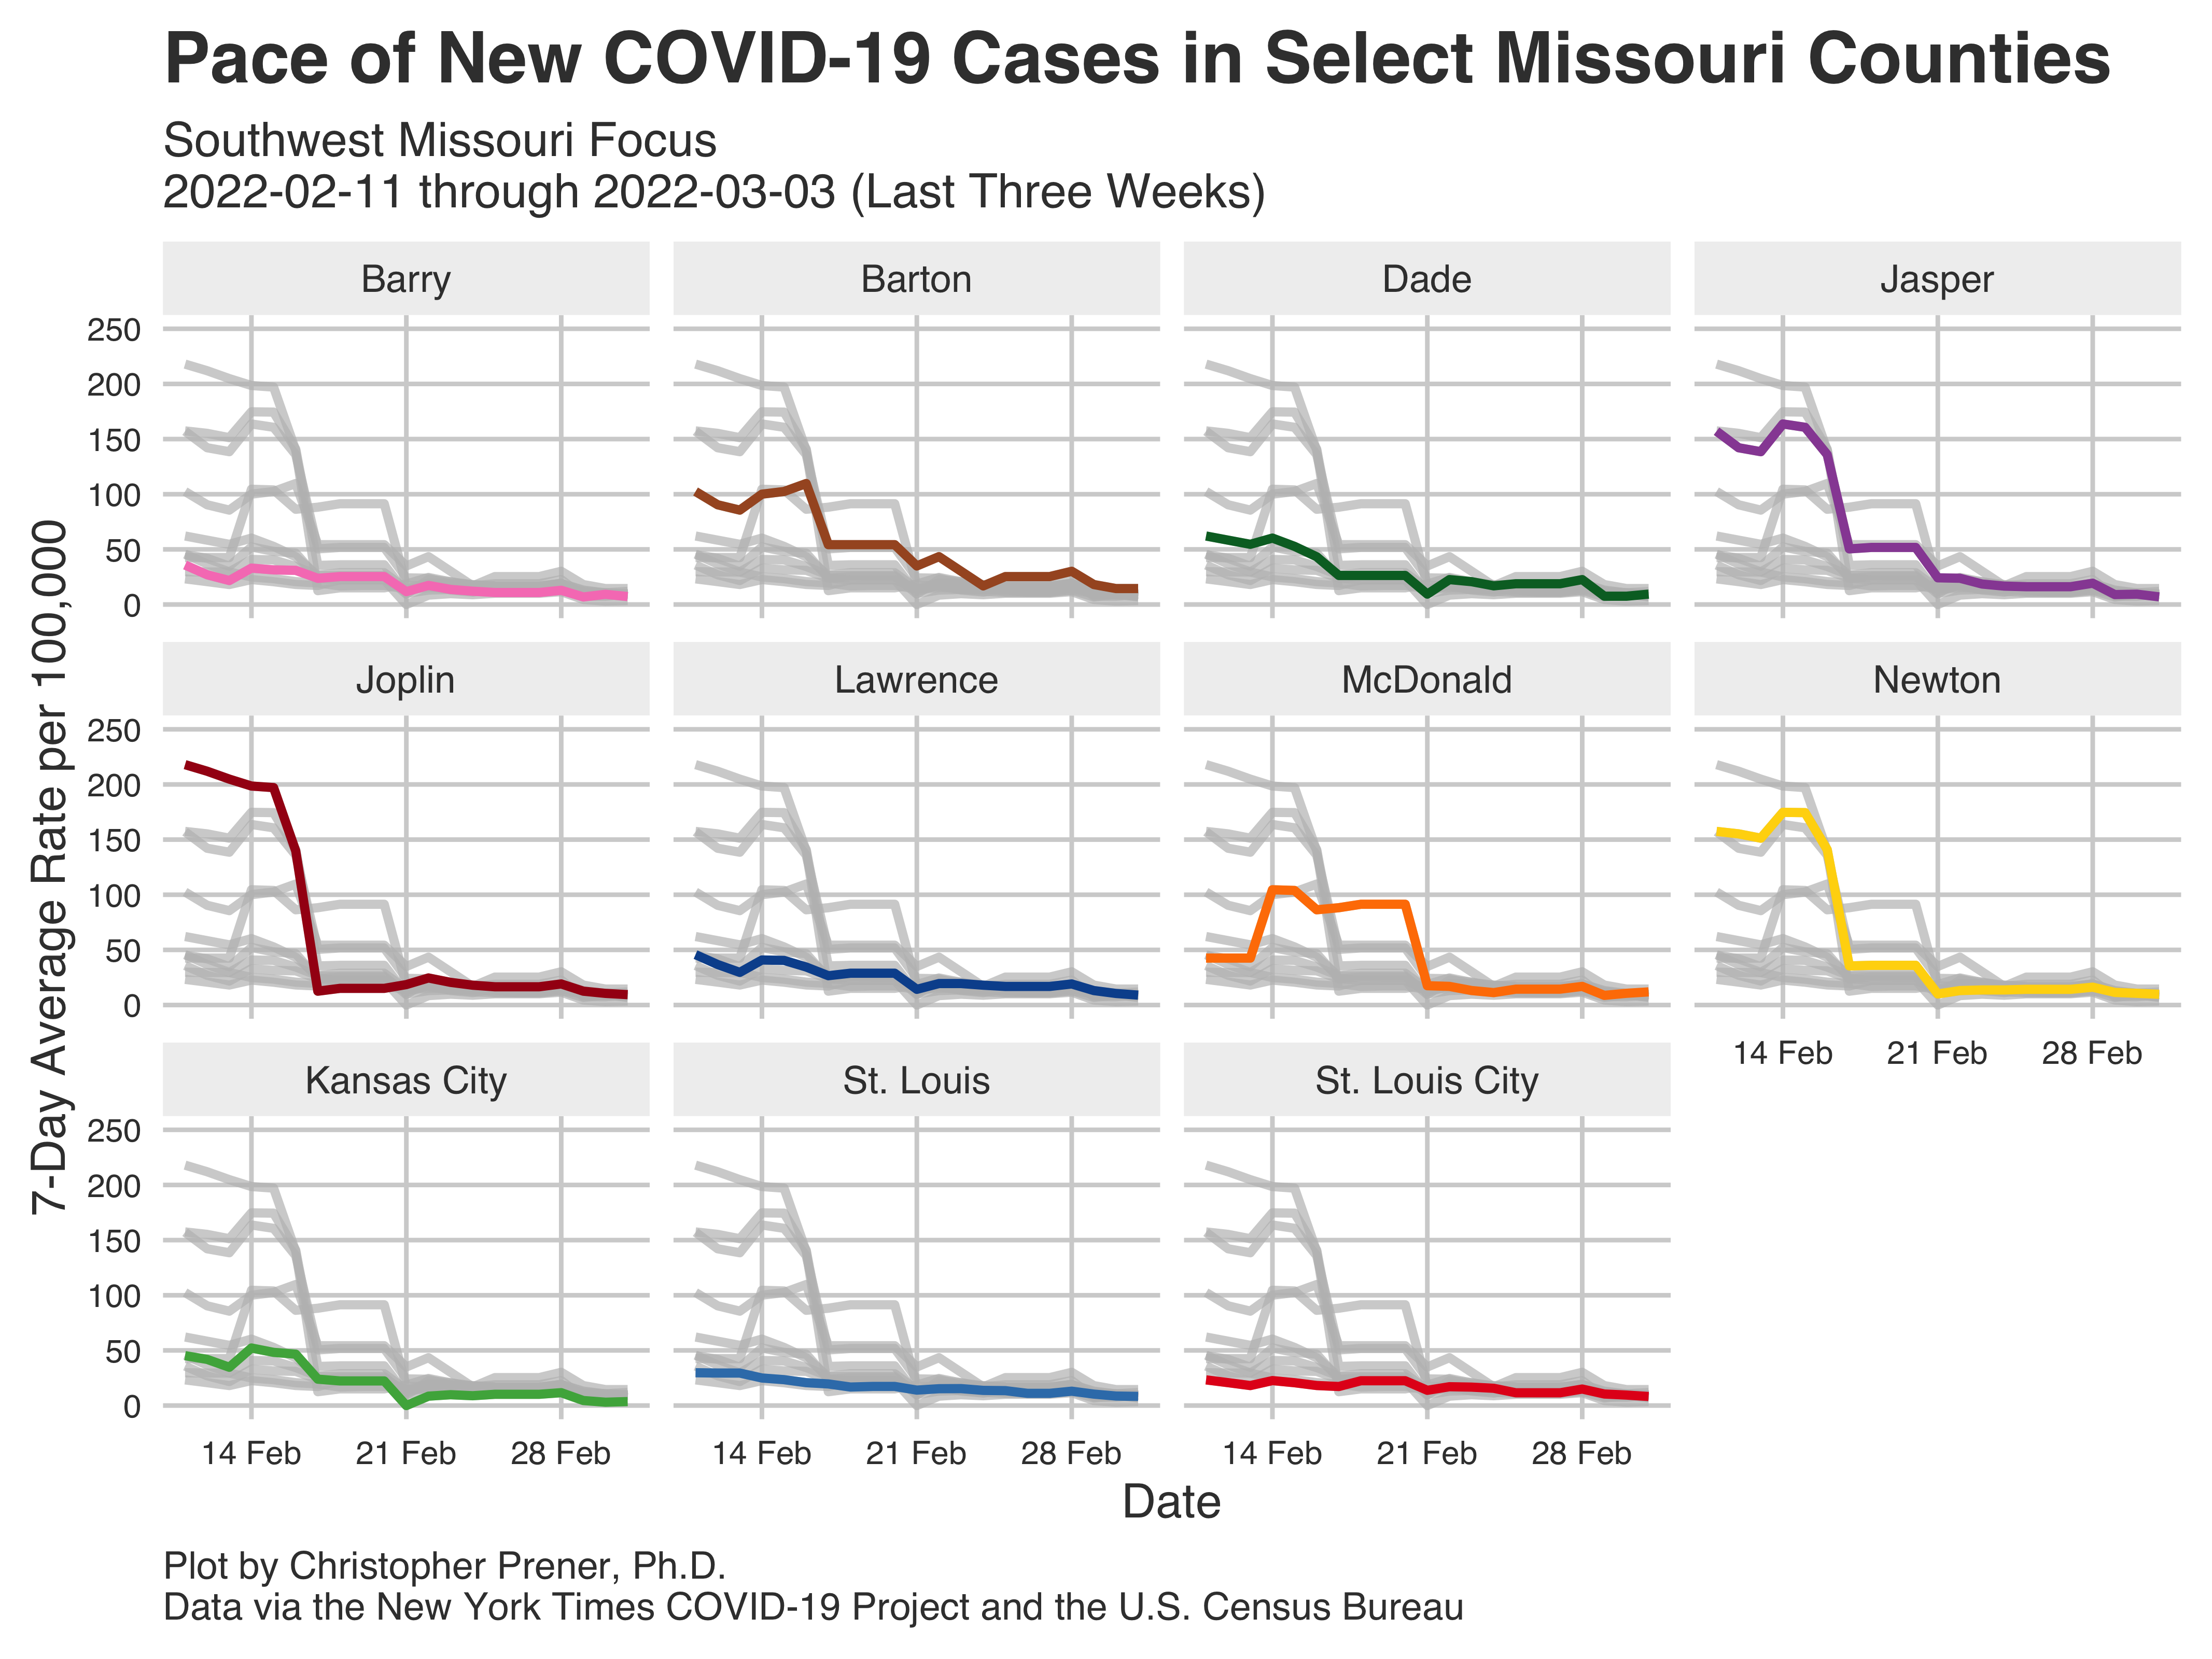 Pace of New COVID-19 Cases in Select Missouri Counties
Southwest Missouri Focus
2022-02-11 through 2022-03-03 (Last Three Weeks)
7-Day Average Rate per 100,000
Barry
Barton
Dade
Jasper
250
200
150
100
50
0
Joplin
Lawrence
McDonald
Newton
250
200
150
100
50
0
14 Feb
21 Feb
28 Feb
Kansas City
St. Louis
St. Louis City
250
200
150
100
50
0
14 Feb
21 Feb
28 Feb
14 Feb
21 Feb
28 Feb
14 Feb
21 Feb
28 Feb
Date
Plot by Christopher Prener, Ph.D.
Data via the New York Times COVID-19 Project and the U.S. Census Bureau